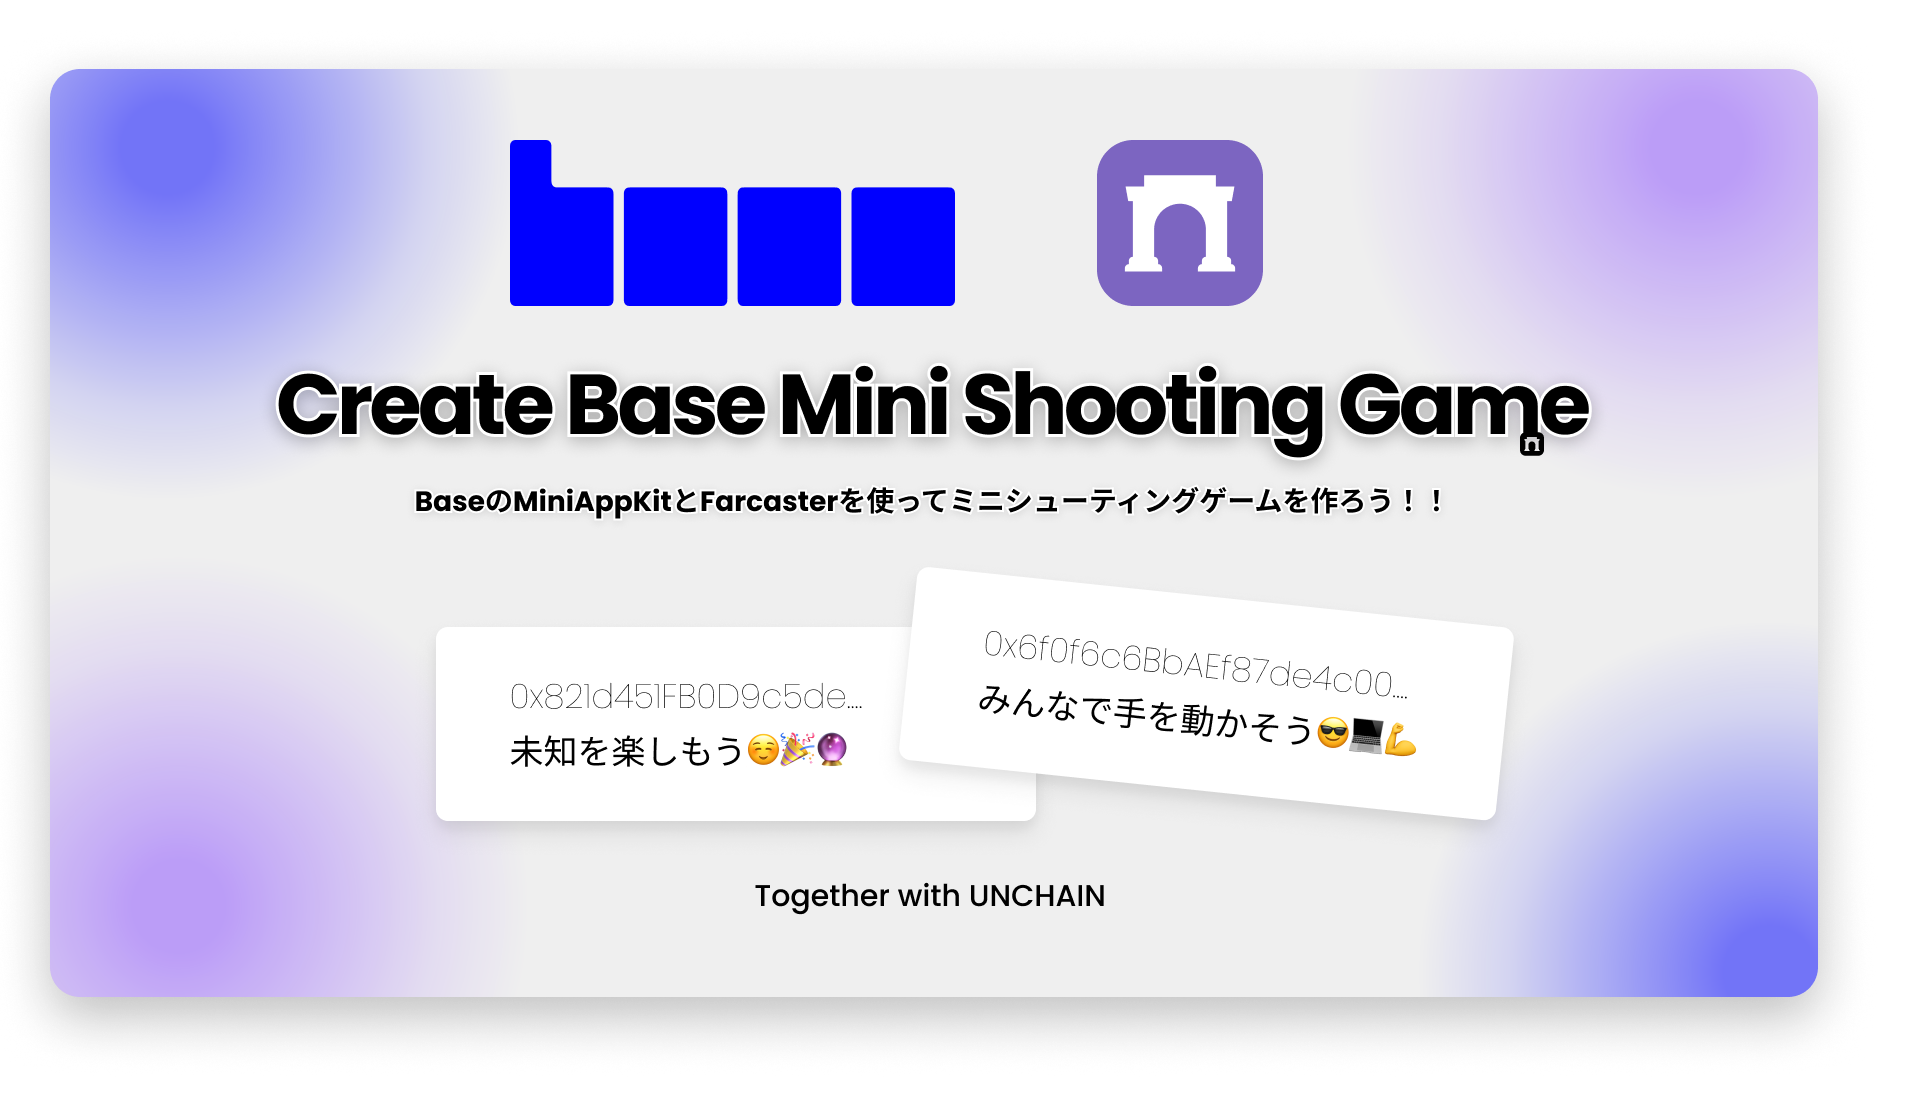 Create Base Mini Shooting Game
BaseのMiniAppKitとFarcasterを使ってミニシューティングゲームを作ろう！！
0x821d451FB0D9c5de....
未知を楽しもう☺️🎉🔮
0x6f0f6c6BbAEf87de4c00....
みんなで手を動かそう😎💻💪
Together with UNCHAIN